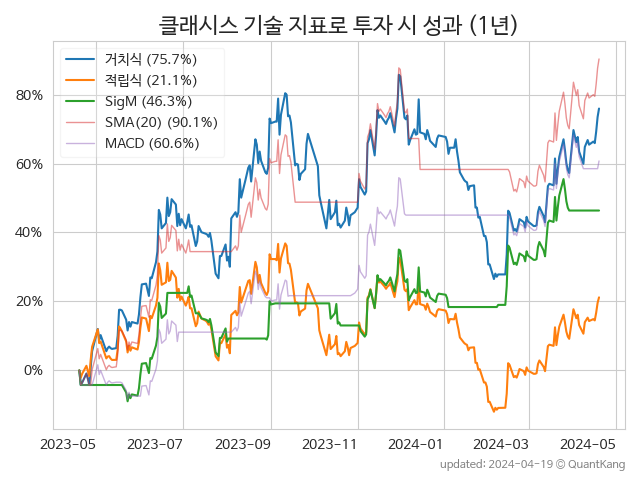 클래시스 기술 지표로 투자 시 성과 (1년)
거치식 (75.7%)
적립식 (21.1%)
SigM (46.3%)
SMA(20) (90.1%)
MACD (60.6%)
80%
60%
40%
20%
0%
2023-05 2023-07 2023-09 2023-11 2024-01 2024-03 2024-05
updated: 2024-04-19 © QuantKang